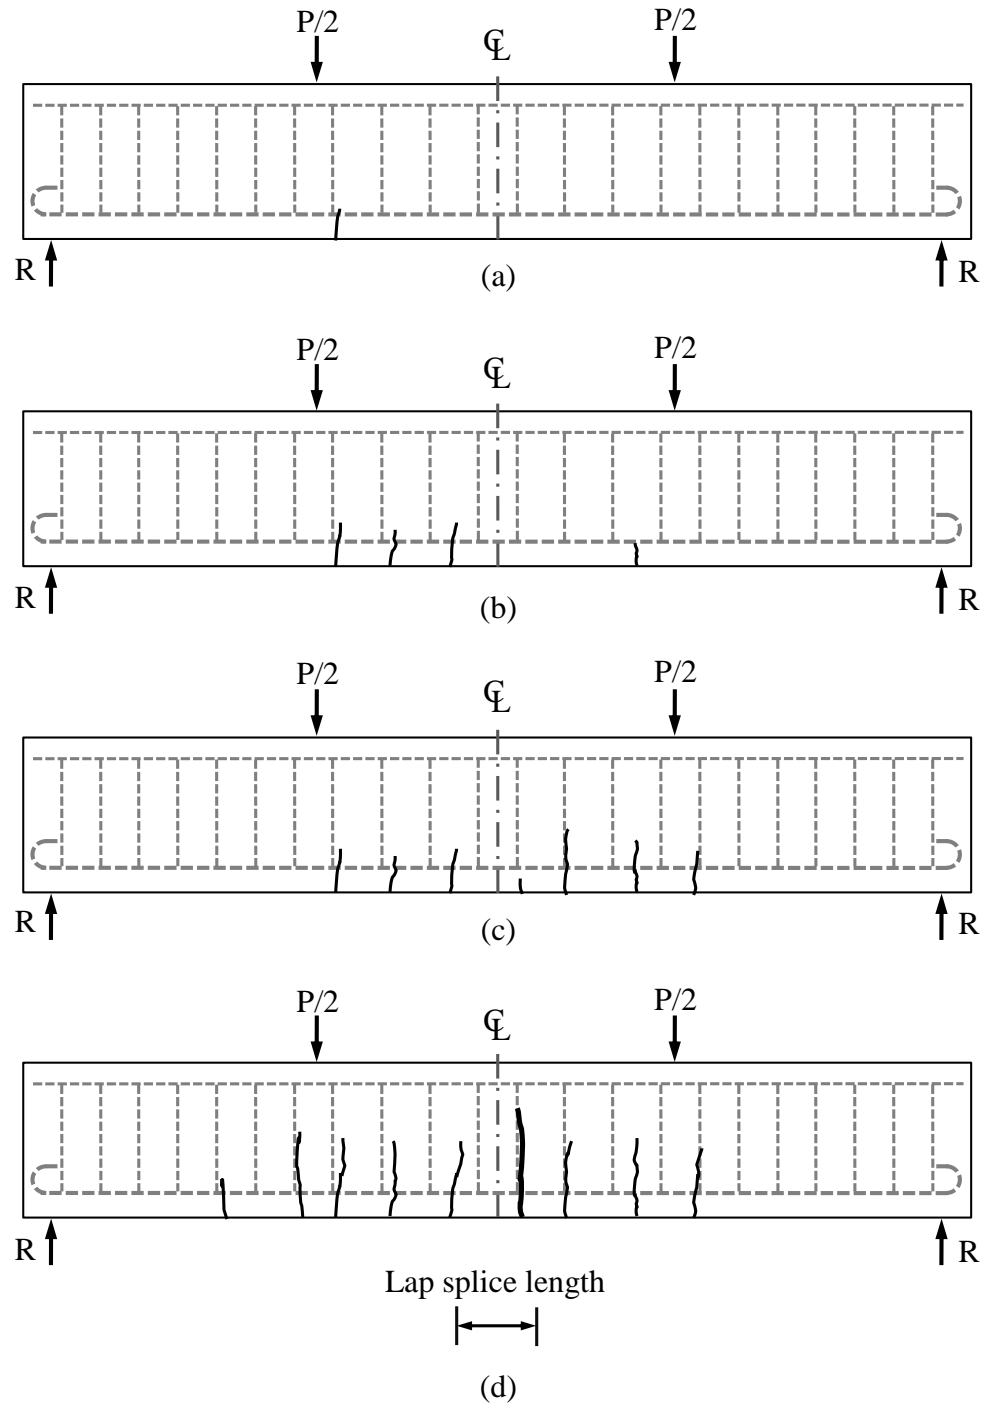 P/2 ℄ P/2
R R
(a)
P/2 ℄ P/2
R R
(b)
P/2 ℄ P/2
R R
(c)
P/2 ℄ P/2
R R
Lap splice length
(d)